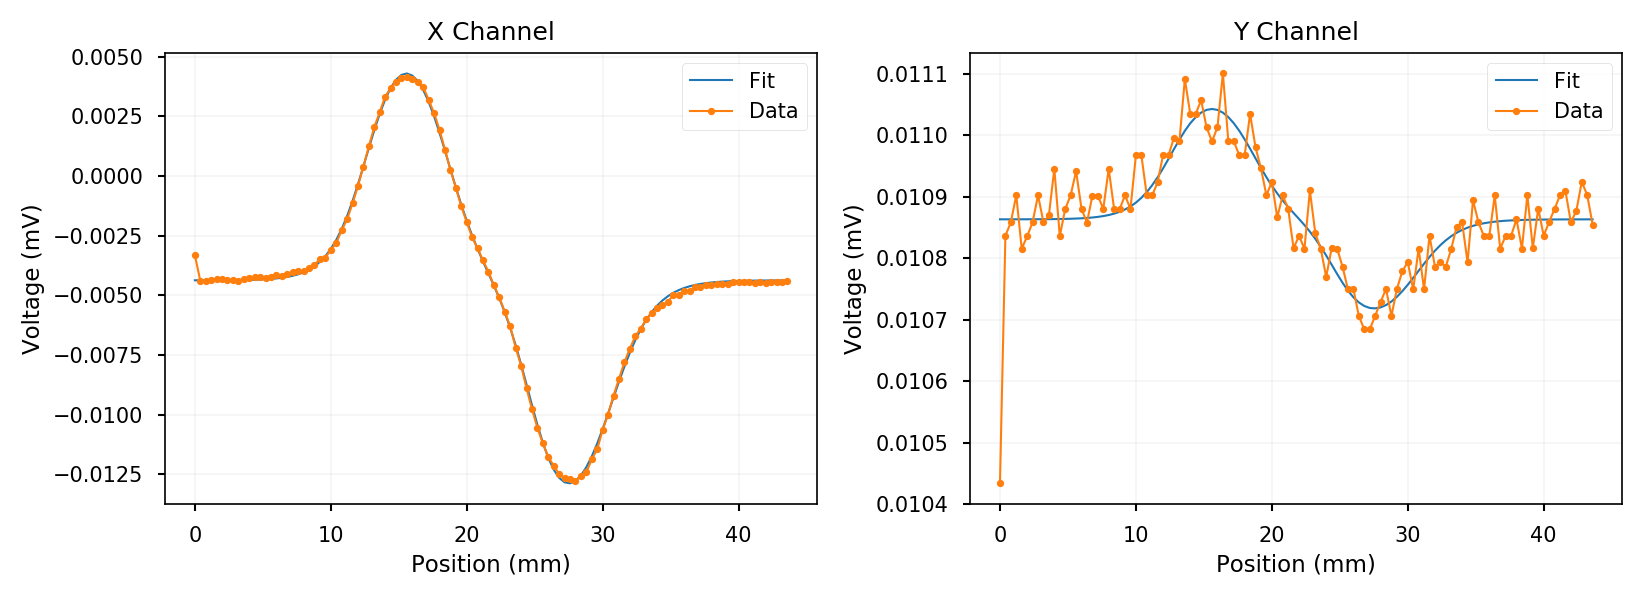 X Channel
Voltage (mV)
0.0050
0.0025
0.0000
−0.0025
−0.0050
−0.0075
−0.0100
−0.0125
Fit
Data
0 10 20 30 40
Position (mm)
Y Channel
Voltage (mV)
0.0111
0.0110
0.0109
0.0108
0.0107
0.0106
0.0105
0.0104
Fit
Data
0 10 20 30 40
Position (mm)